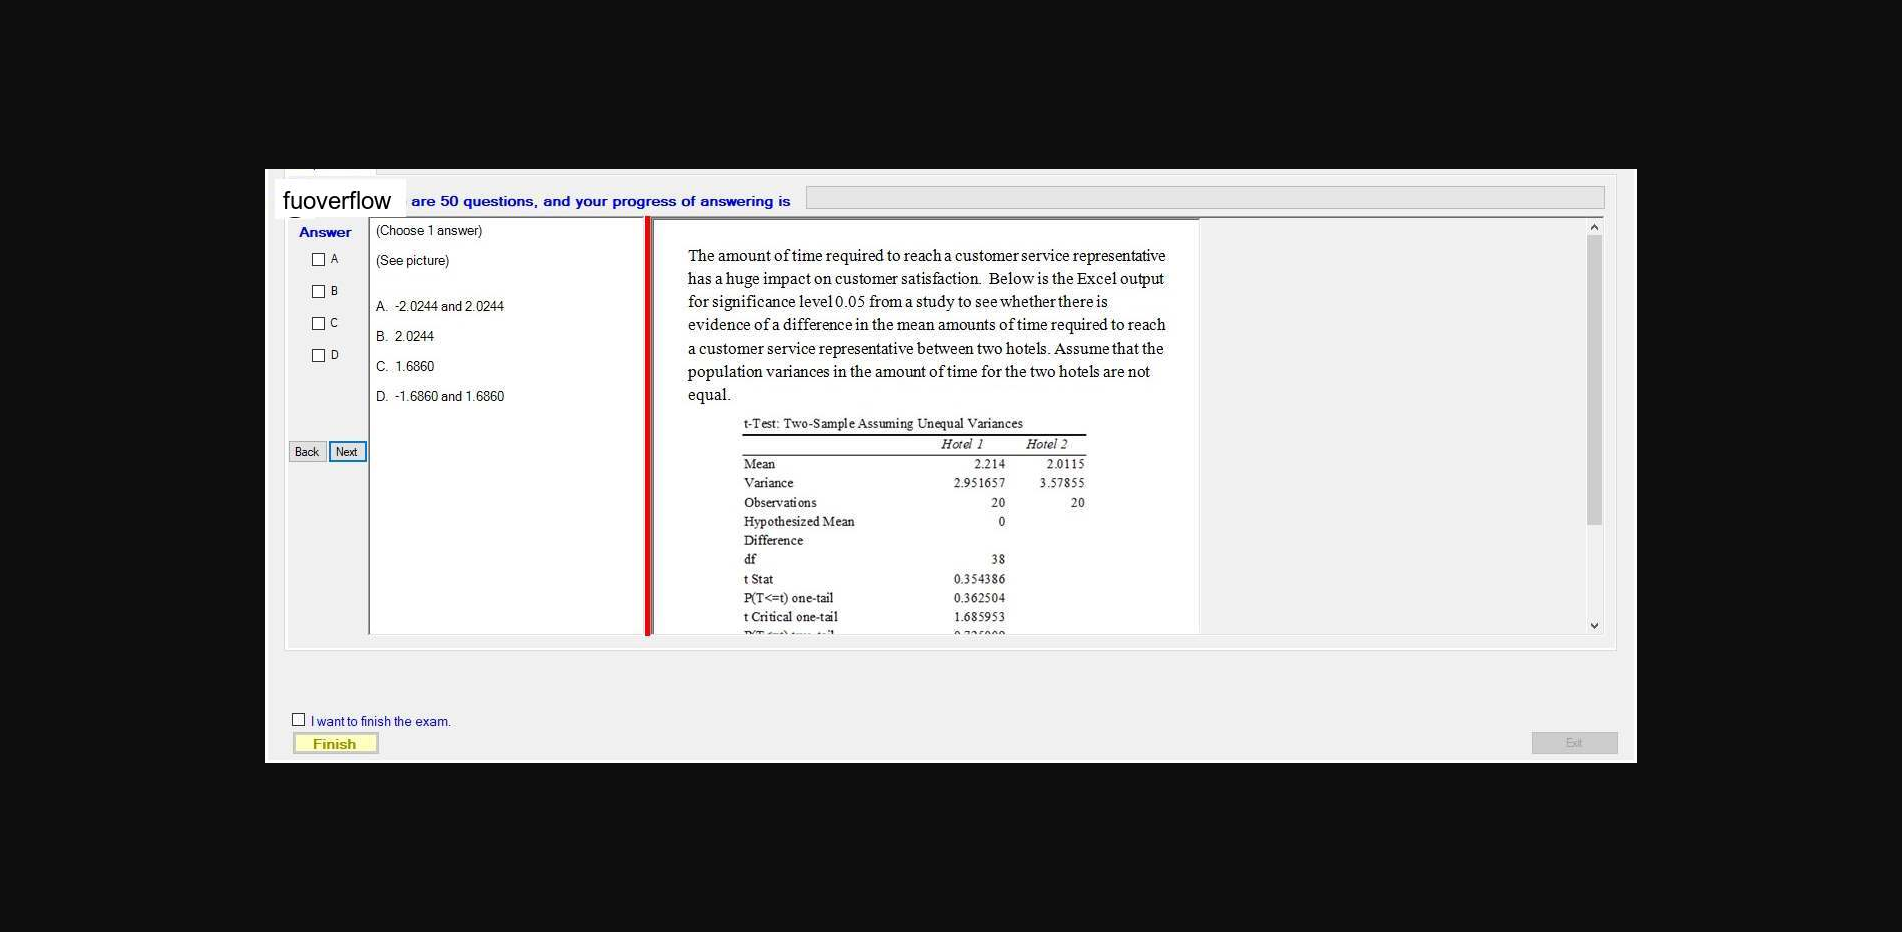 fuoverflow are 50 questions, and your progress of answering is
Answer
A
B
C
D
Back Next
(Choose 1 answer)
(See picture)
A. -2.0244 and 2.0244
B. 2.0244
C. 1.6860
D. -1.6860 and 1.6860
The amount of time required to reach a customer service representative
has a huge impact on customer satisfaction. Below is the Excel output
for significance level 0.05 from a study to see whether there is
evidence of a difference in the mean amounts of time required to reach
a customer service representative between two hotels. Assume that the
population variances in the amount of time for the two hotels are not
equal.
t-Test: Two-Sample Assuming Unequal Variances
Hotel 1 Hotel 2
Mean 2.214 2.0115
Variance 2.951657 3.57855
Observations 20 20
Hypothesized Mean 0
Difference
df 38
t Stat 0.354386
P(T<=t) one-tail 0.362504
t Critical one-tail 1.685953
I want to finish the exam.
Finish
Exit